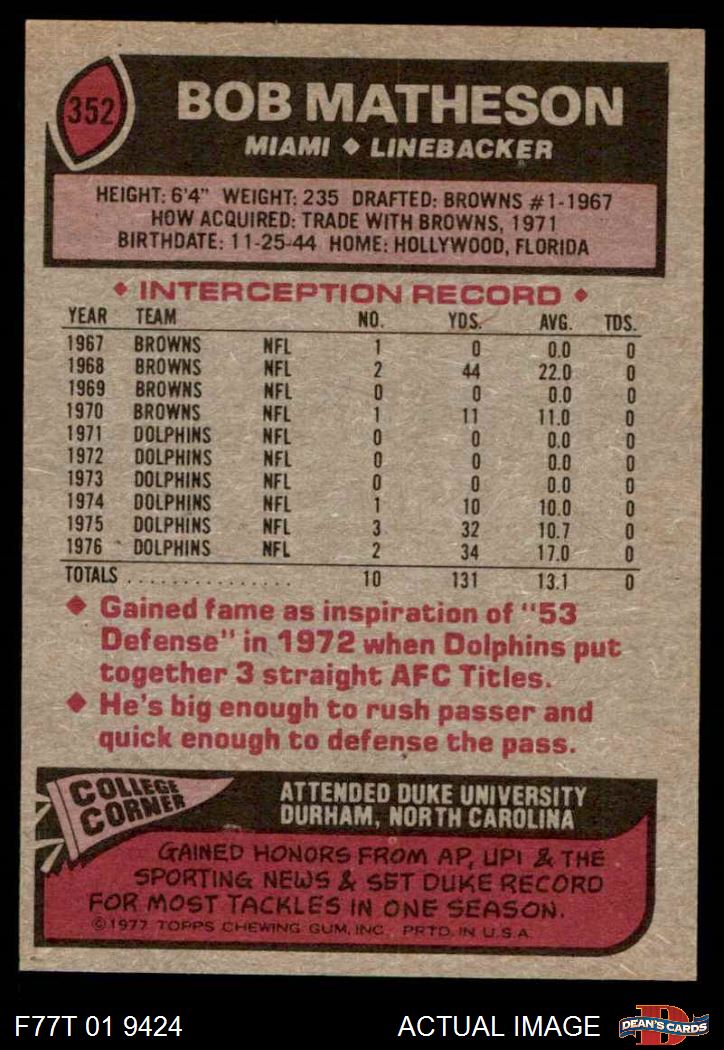 352
BOB MATHESON
MIAMI ♦ LINEBACKER
HEIGHT: 6'4" WEIGHT: 235 DRAFTED: BROWNS #1-1967
HOW ACQUIRED: TRADE WITH BROWNS, 1971
BIRTHDATE: 11-25-44 HOME: HOLLYWOOD, FLORIDA
♦ INTERCEPTION RECORD ♦
YEAR TEAM NO. YDS. AVG. TDS.
1967 BROWNS NFL 1 0 0.0 0
1968 BROWNS NFL 2 44 22.0 0
1969 BROWNS NFL 0 0 0.0 0
1970 BROWNS NFL 1 11 11.0 0
1971 DOLPHINS NFL 0 0 0.0 0
1972 DOLPHINS NFL 0 0 0.0 0
1973 DOLPHINS NFL 0 0 0.0 0
1974 DOLPHINS NFL 1 10 10.0 0
1975 DOLPHINS NFL 3 32 10.7 0
1976 DOLPHINS NFL 2 34 17.0 0
TOTALS . . . . . . . . . . . . . . . 10 131 13.1 0
♦ Gained fame as inspiration of "53
Defense" in 1972 when Dolphins put
together 3 straight AFC Titles.
♦ He's big enough to rush passer and
quick enough to defense the pass.
COLLEGE
CORNER
ATTENDED DUKE UNIVERSITY
DURHAM, NORTH CAROLINA
GAINED HONORS FROM AP, UPI & THE
SPORTING NEWS & SET DUKE RECORD
FOR MOST TACKLES IN ONE SEASON.
©1977 TOPPS CHEWING GUM, INC. PRTD. IN U.S.A.
F77T 01 9424 ACTUAL IMAGE
D
DEAN'S CARDS